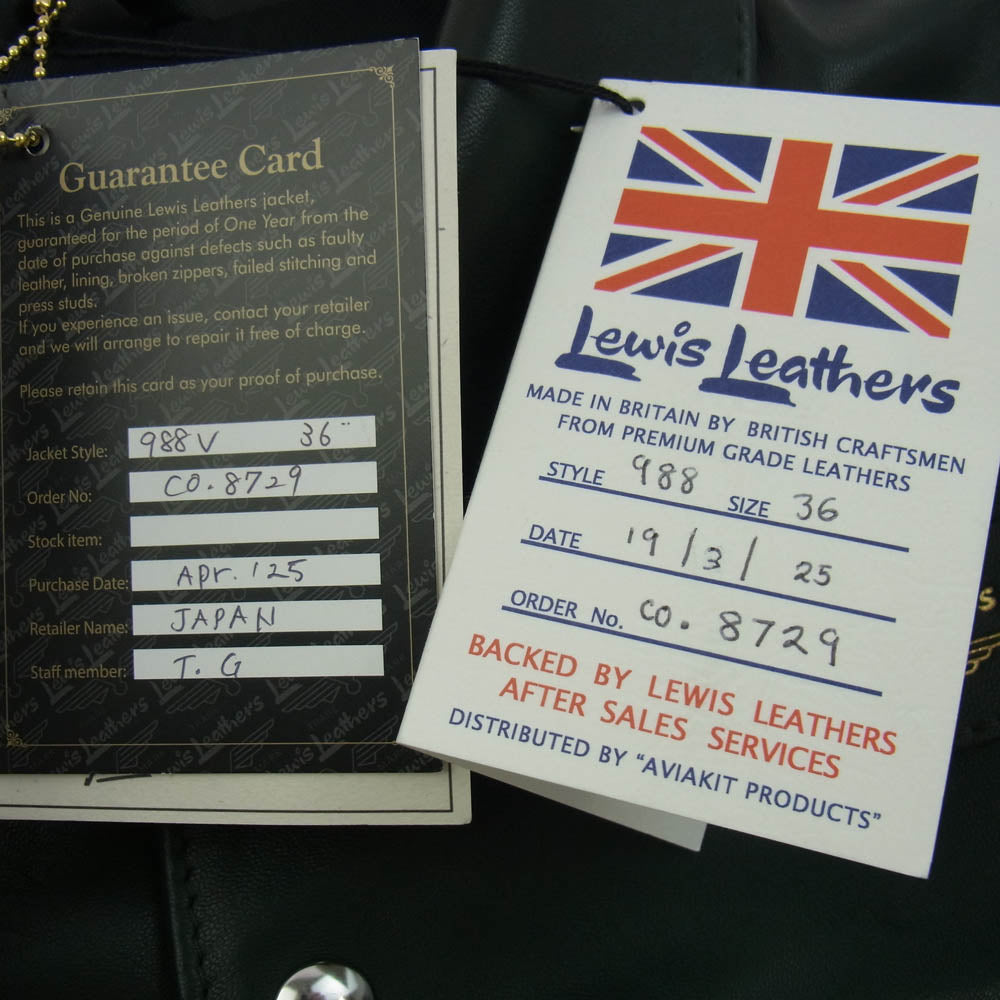 Guarantee Card
This is a Genuine Lewis Leathers jacket,
guaranteed for the period of One Year from the
date of purchase against defects such as faulty
leather, lining, broken zippers, failed stitching and
press studs.
If you experience an issue, contact your retailer
and we will arrange to repair it free of charge.
Please retain this card as your proof of purchase.
Jacket Style: 988V 36"
Order No: CO. 8729
Stock item:
Purchase Date: Apr. '25
Retailer Name: JAPAN
Staff member: T. G
Lewis Leathers
MADE IN BRITAIN BY BRITISH CRAFTSMEN
FROM PREMIUM GRADE LEATHERS
STYLE 988 SIZE 36
DATE 19/3/25
ORDER No. CO. 8729
BACKED BY LEWIS LEATHERS
AFTER SALES SERVICES
DISTRIBUTED BY "AVIAKIT PRODUCTS"